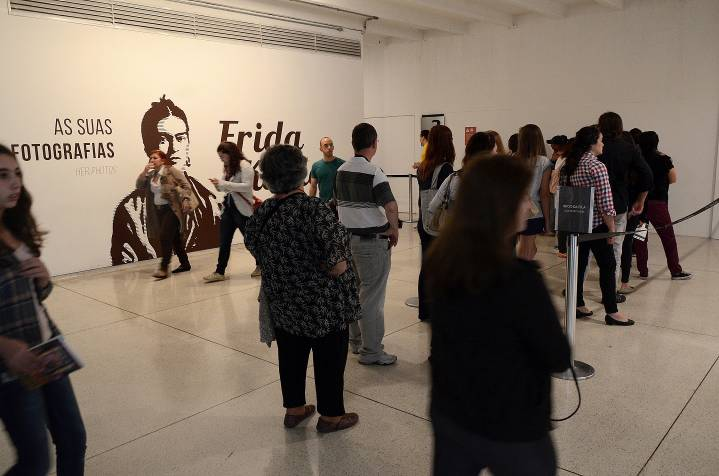 AS SUAS
FOTOGRAFIAS
HER PHOTOS
Frida